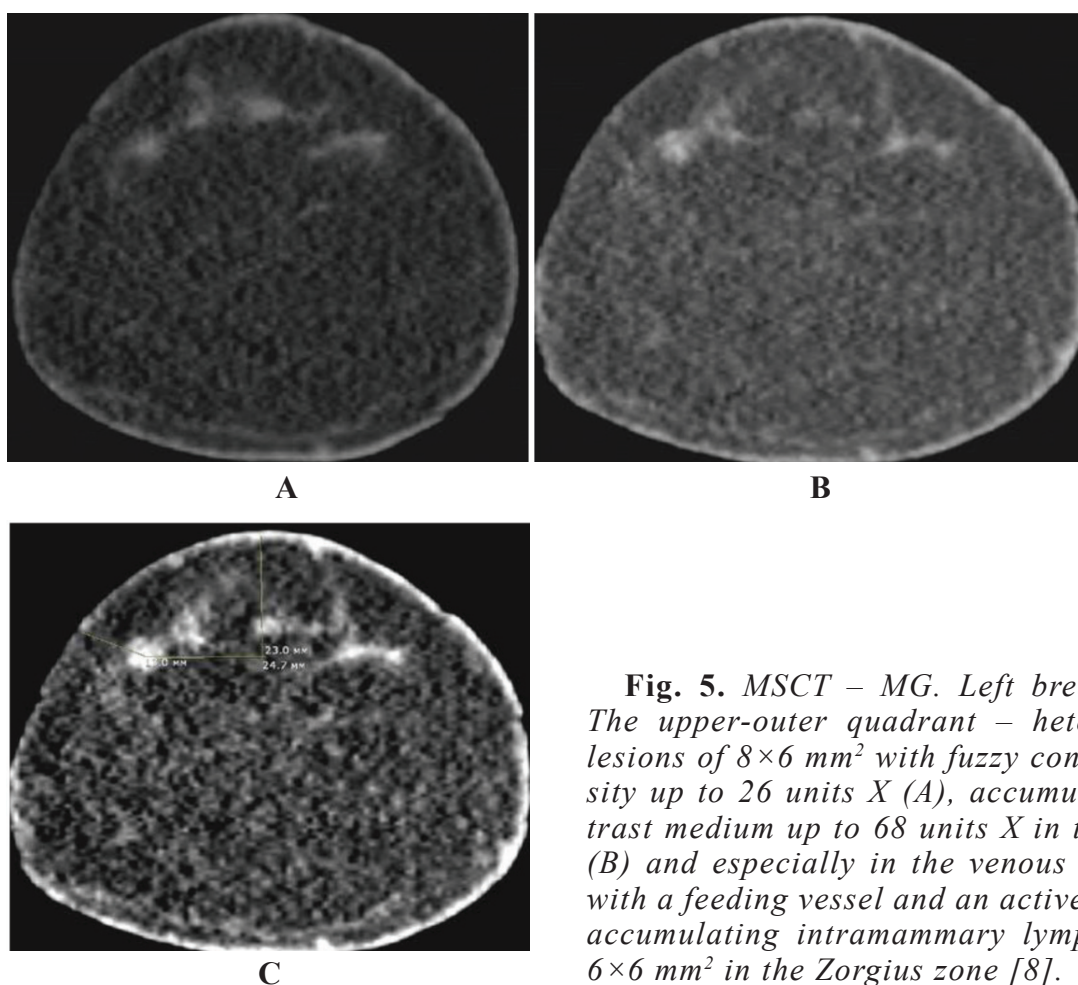 A
B
23.0 мм
24.7 мм
C
Fig. 5. MSCT – MG. Left bre
The upper-outer quadrant – hete
lesions of 8×6 mm² with fuzzy con
sity up to 26 units X (A), accumu
trast medium up to 68 units X in t
(B) and especially in the venous
with a feeding vessel and an active
accumulating intramammary lymp
6×6 mm² in the Zorgius zone [8].